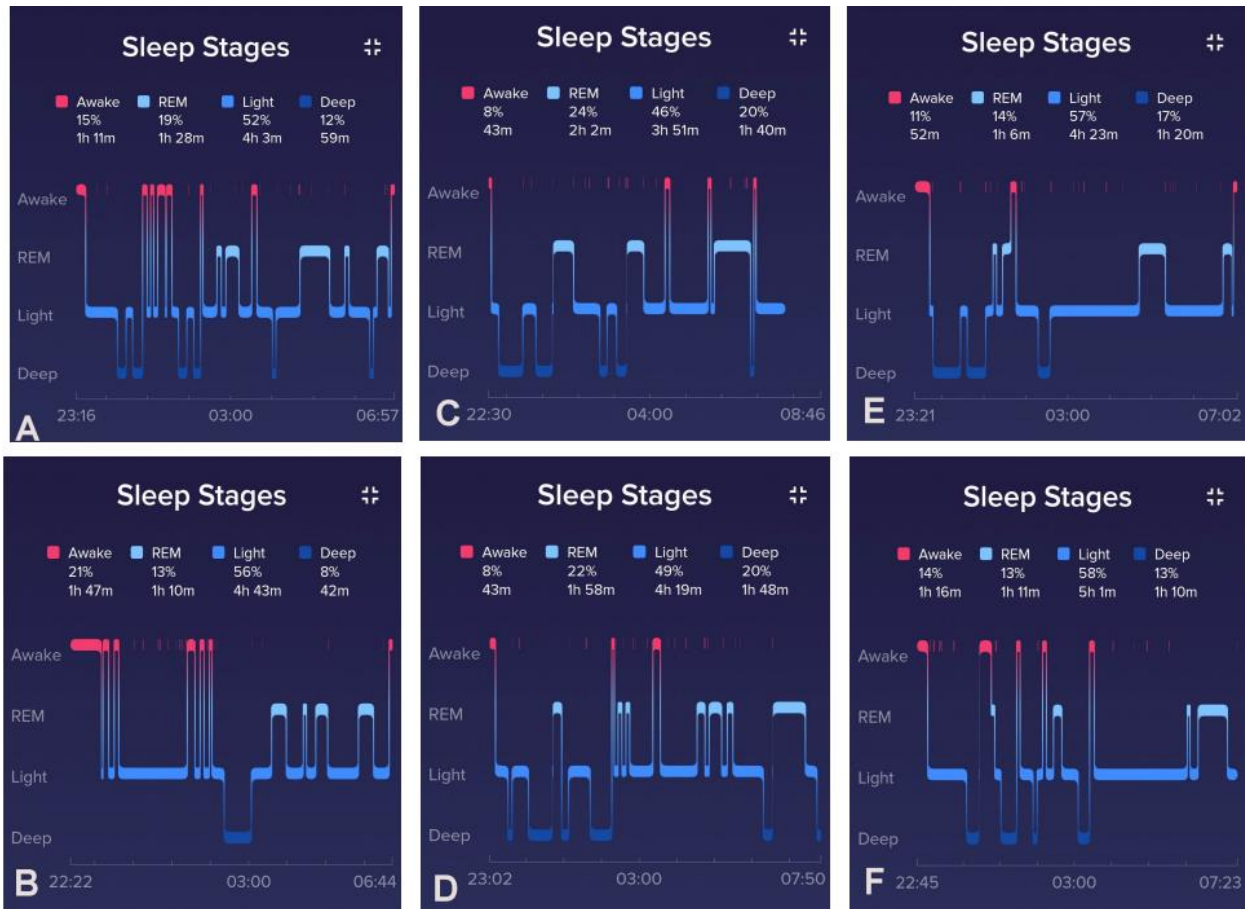 Sleep Stages
Awake REM Light Deep
15% 19% 52% 12%
1h 11m 1h 28m 4h 3m 59m
Awake
REM
Light
Deep
23:16 03:00 06:57
A
Sleep Stages
Awake REM Light Deep
8% 24% 46% 20%
43m 2h 2m 3h 51m 1h 40m
Awake
REM
Light
Deep
22:30 04:00 08:46
C
Sleep Stages
Awake REM Light Deep
11% 14% 57% 17%
52m 1h 6m 4h 23m 1h 20m
Awake
REM
Light
Deep
23:21 03:00 07:02
E
Sleep Stages
Awake REM Light Deep
21% 13% 56% 8%
1h 47m 1h 10m 4h 43m 42m
Awake
REM
Light
Deep
22:22 03:00 06:44
B
Sleep Stages
Awake REM Light Deep
8% 22% 49% 20%
43m 1h 58m 4h 19m 1h 48m
Awake
REM
Light
Deep
23:02 03:00 07:50
D
Sleep Stages
Awake REM Light Deep
14% 13% 58% 13%
1h 16m 1h 11m 5h 1m 1h 10m
Awake
REM
Light
Deep
22:45 03:00 07:23
F